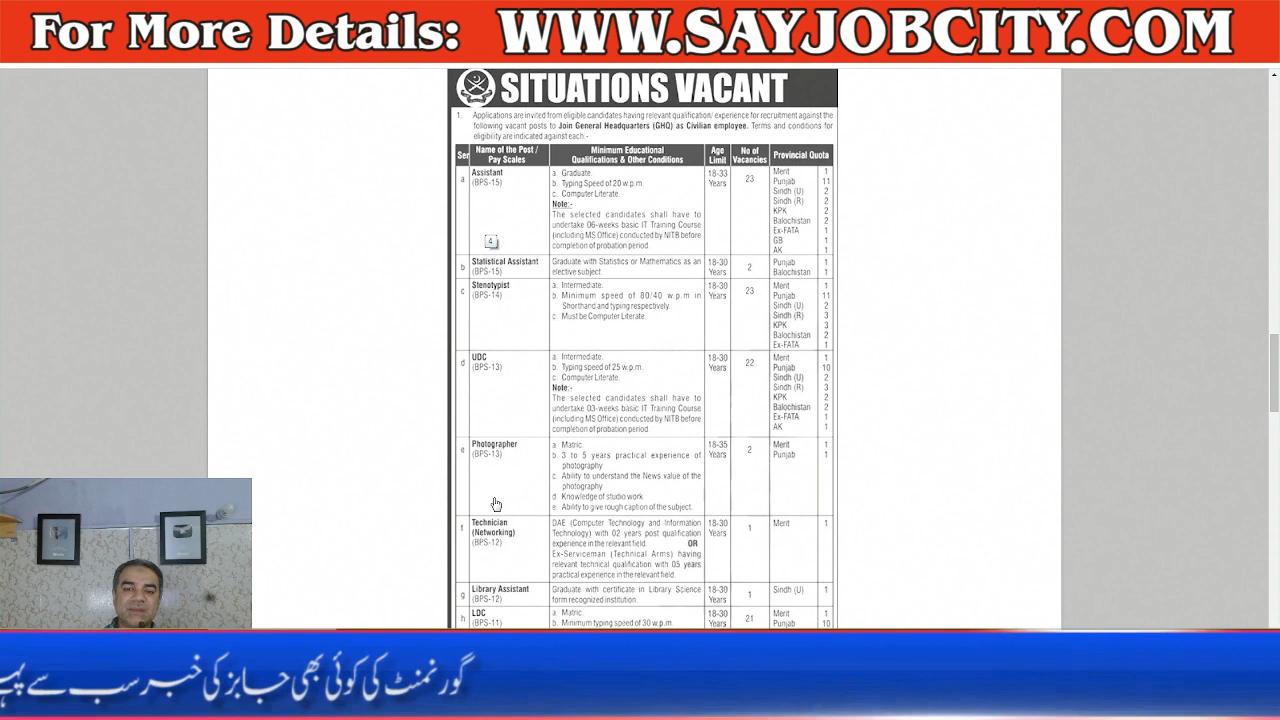 For More Details: WWW.SAYJOBCITY.COM
SITUATIONS VACANT
1. Applications are invited from eligible candidates having relevant qualification/ experience for recruitment against the
following vacant posts to Join General Headquarters (GHQ) as Civilian employee. Terms and conditions for
eligibility are indicated against each:-
Ser Name of the Post / Pay Scales Minimum Educational Qualifications & Other Conditions Age Limit No of Vacancies Provincial Quota
a Assistant (BPS-15)
a. Graduate.
b. Typing Speed of 20 w.p.m.
c. Computer Literate.
Note:-
The selected candidates shall have to
undertake 06-weeks basic IT Training Course
(including MS Office) conducted by NITB before
completion of probation period
18-33 Years
23
Merit 1
Punjab 11
Sindh (U) 2
Sindh (R) 2
KPK 2
Balochistan 2
Ex-FATA 1
GB 1
AK 1
4
b Statistical Assistant (BPS-15)
Graduate with Statistics or Mathematics as an
elective subject.
18-30 Years
2
Punjab 1
Balochistan 1
c Stenotypist (BPS-14)
a. Intermediate.
b. Minimum speed of 80/40 w.p.m in
Shorthand and typing respectively.
c. Must be Computer Literate.
18-30 Years
23
Merit 1
Punjab 11
Sindh (U) 2
Sindh (R) 3
KPK 3
Balochistan 2
Ex-FATA 1
d UDC (BPS-13)
a. Intermediate.
b. Typing speed of 25 w.p.m.
c. Computer Literate.
Note:-
The selected candidates shall have to
undertake 03-weeks basic IT Training Course
(including MS Office) conducted by NITB before
completion of probation period
18-30 Years
22
Merit 1
Punjab 10
Sindh (U) 2
Sindh (R) 3
KPK 2
Balochistan 2
Ex-FATA 1
AK 1
e Photographer (BPS-13)
a. Matric.
b. 3 to 5 years practical experience of
photography
c. Ability to understand the News value of the
photography
d. Knowledge of studio work
e. Ability to give rough caption of the subject.
18-35 Years
2
Merit 1
Punjab 1
f Technician (Networking) (BPS-12)
DAE (Computer Technology and Information
Technology) with 02 years post qualification
experience in the relevant field. OR
Ex-Serviceman (Technical Arms) having
relevant technical qualification with 05 years
practical experience in the relevant field.
18-30 Years
1
Merit 1
g Library Assistant (BPS-12)
Graduate with certificate in Library Science
form recognized institution.
18-30 Years
1
Sindh (U) 1
h LDC (BPS-11)
a. Matric.
b. Minimum typing speed of 30 w.p.m.
18-30 Years
21
Merit 1
Punjab 10
گورنمنٹ کی کوئی بھی جابز کی خبر سب سے